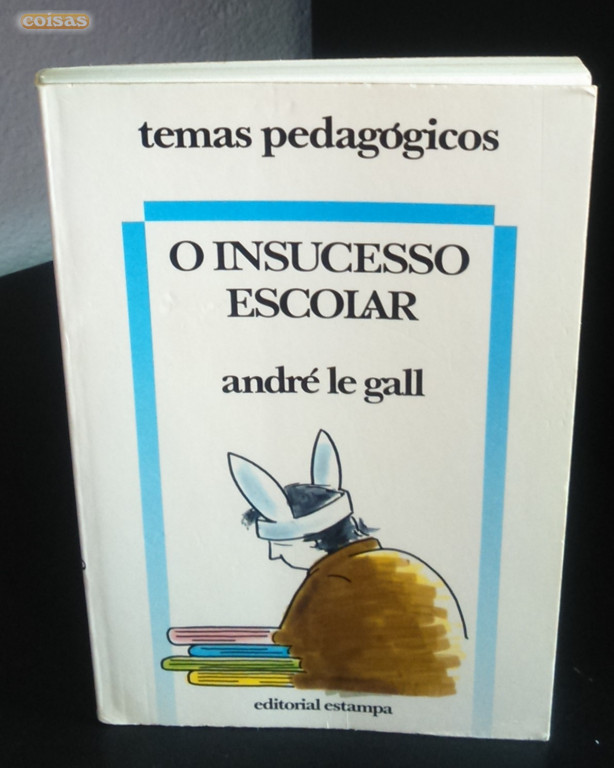 coisas
temas pedagógicos
O INSUCESSO
ESCOLAR
andré le gall
editorial estampa